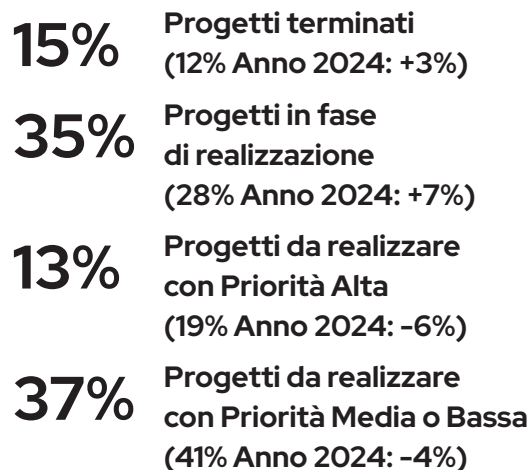 15%
Progetti terminati
(12% Anno 2024: +3%)
35%
Progetti in fase
di realizzazione
(28% Anno 2024: +7%)
13%
Progetti da realizzare
con Priorità Alta
(19% Anno 2024: -6%)
37%
Progetti da realizzare
con Priorità Media o Bassa
(41% Anno 2024: -4%)